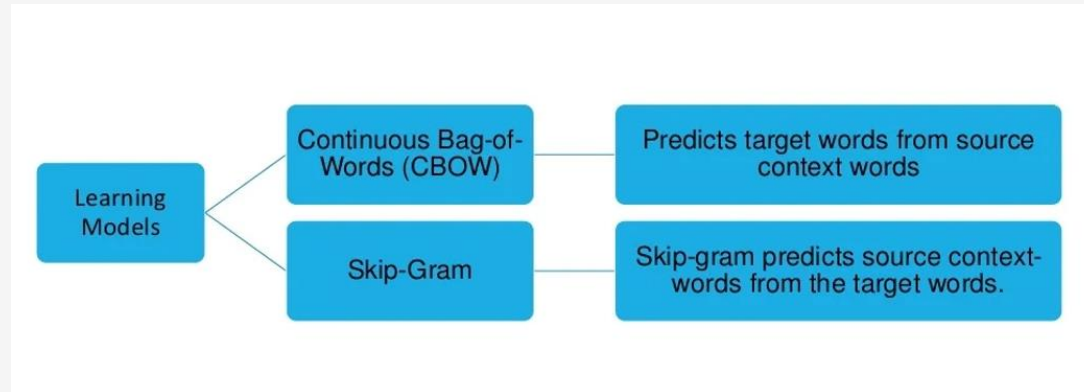 Learning
Models
Continuous Bag-of-
Words (CBOW)
Predicts target words from source
context words
Skip-Gram
Skip-gram predicts source context-
words from the target words.